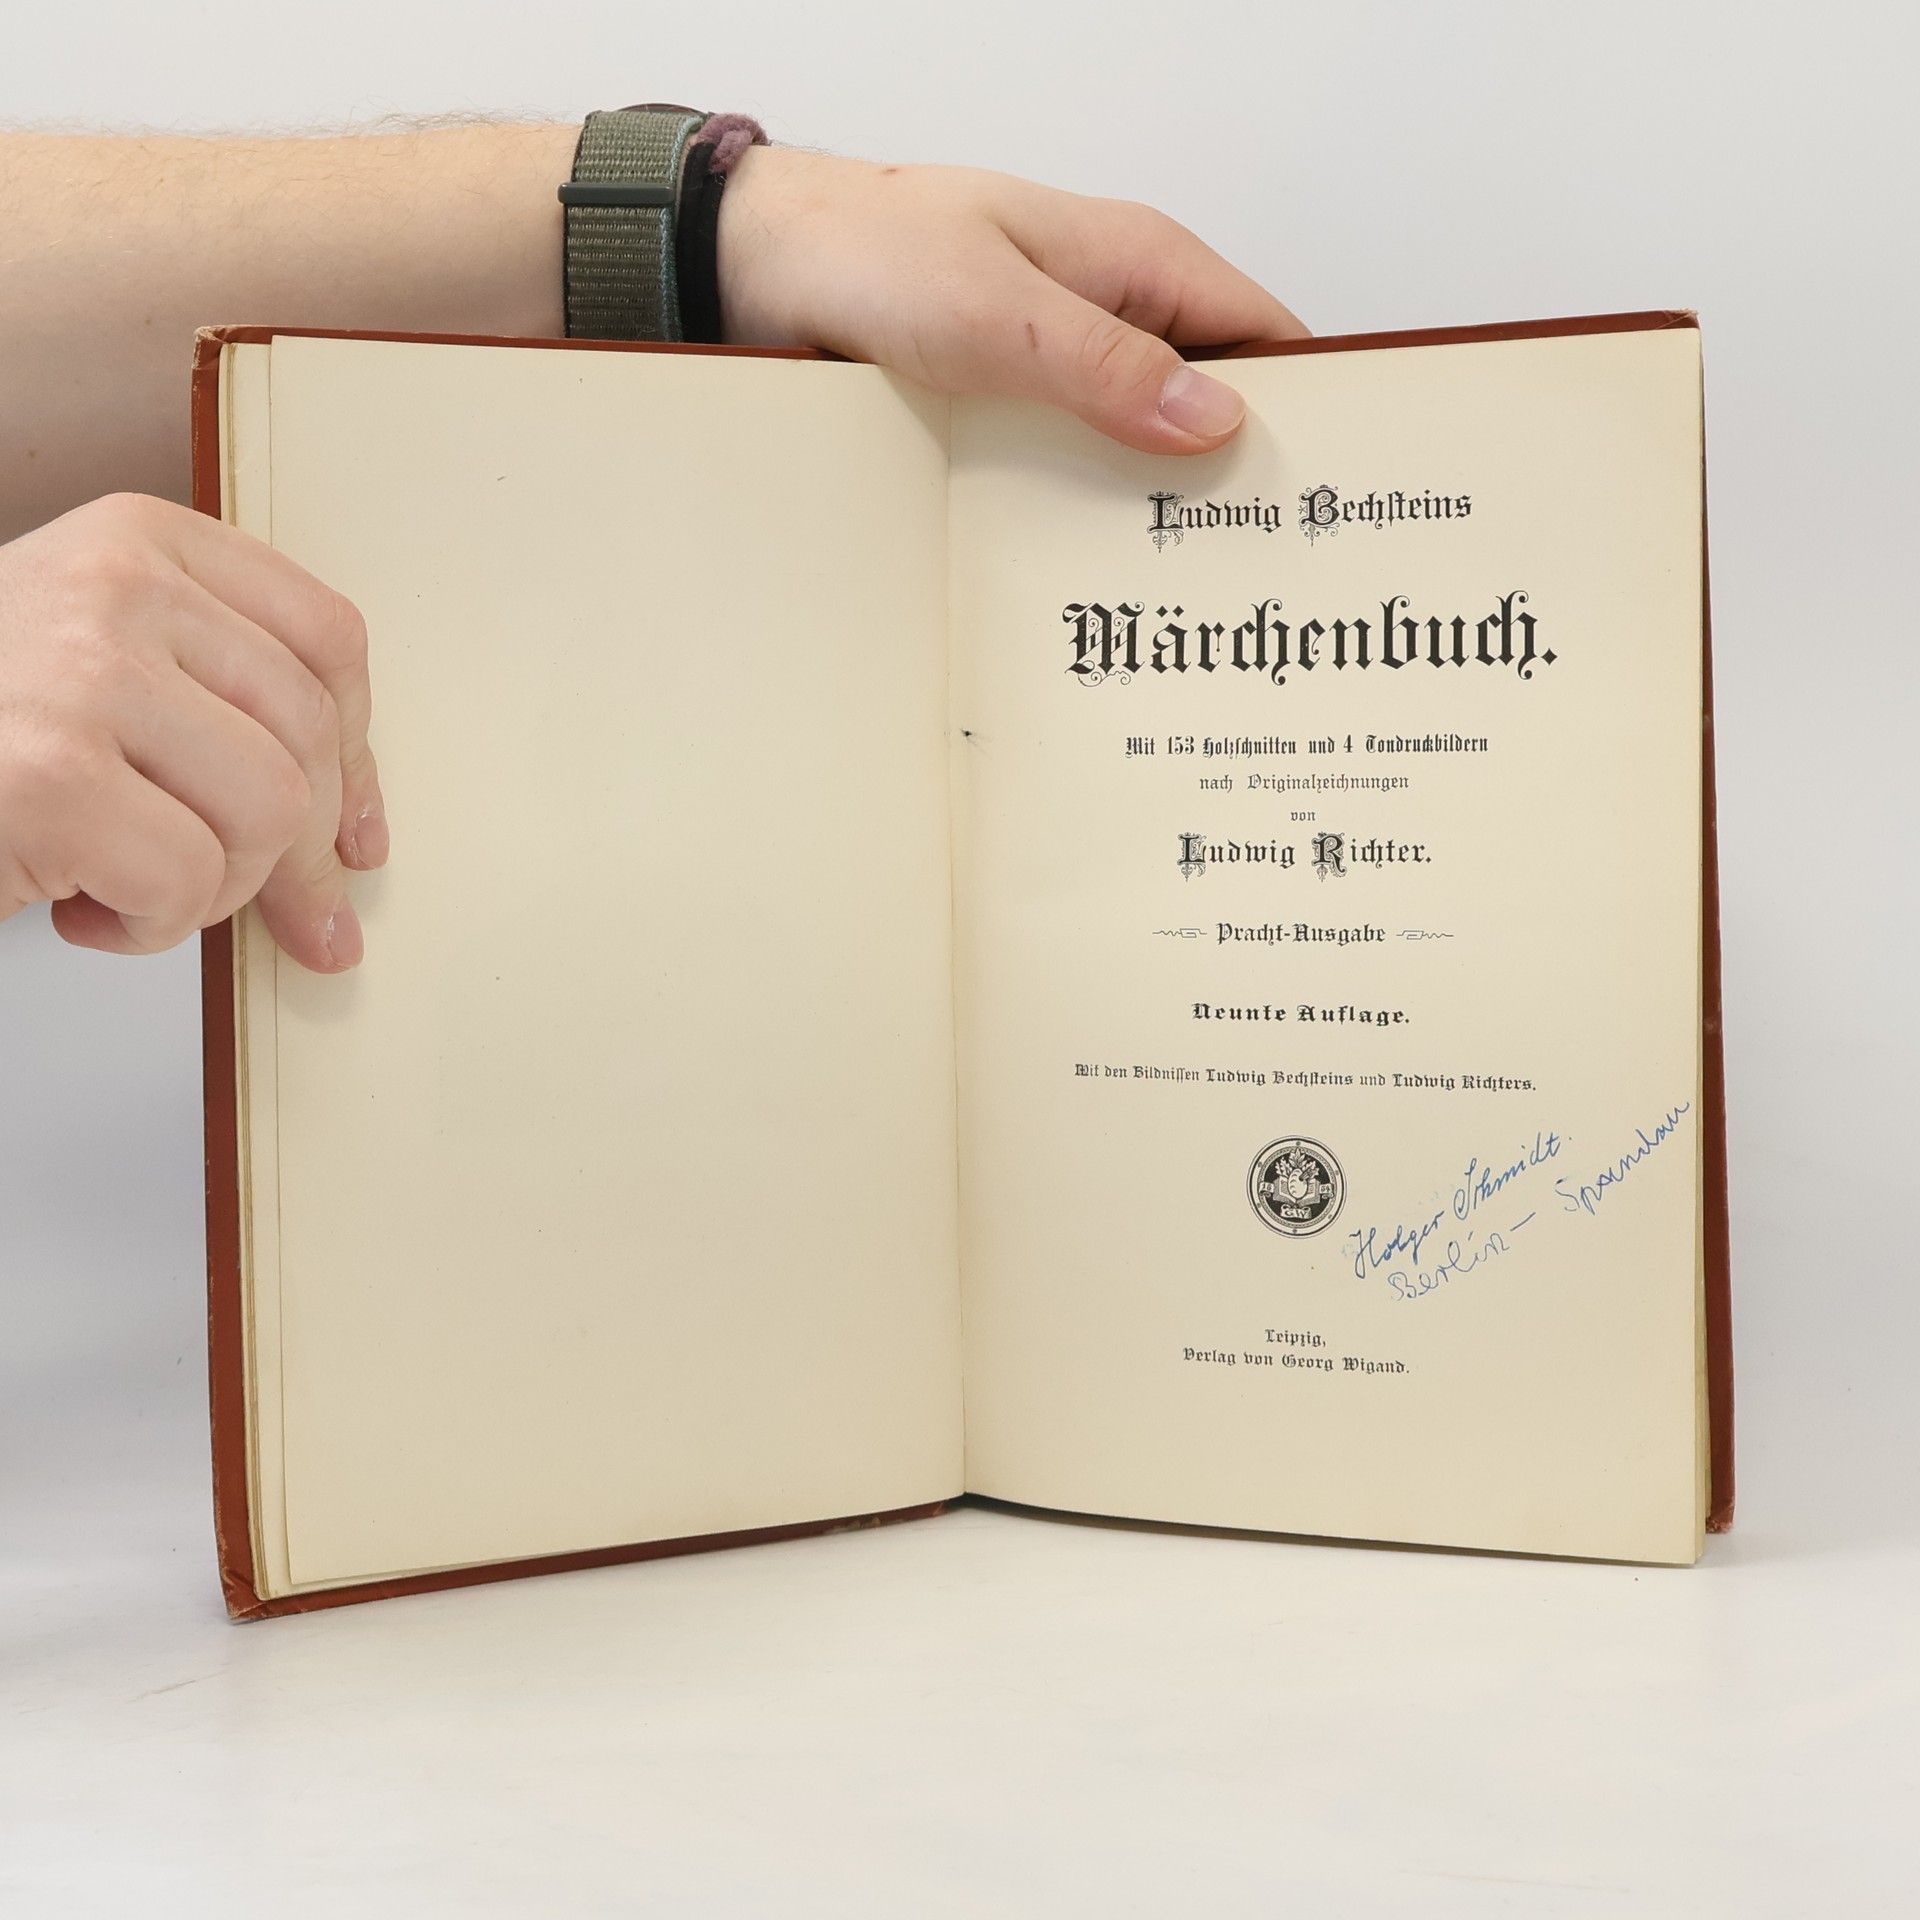 Ludwig Bechsteins
Märchenbuch.
Mit 153 Holzschnitten und 4 Tondruckbildern
nach Originalzeichnungen
von
Ludwig Richter.
Pracht-Ausgabe
Neunte Auflage.
Mit den Bildnissen Ludwig Bechsteins und Ludwig Richters.
GW
Holger Schmidt.
Berlin - Spandau
Leipzig,
Verlag von Georg Wigand.